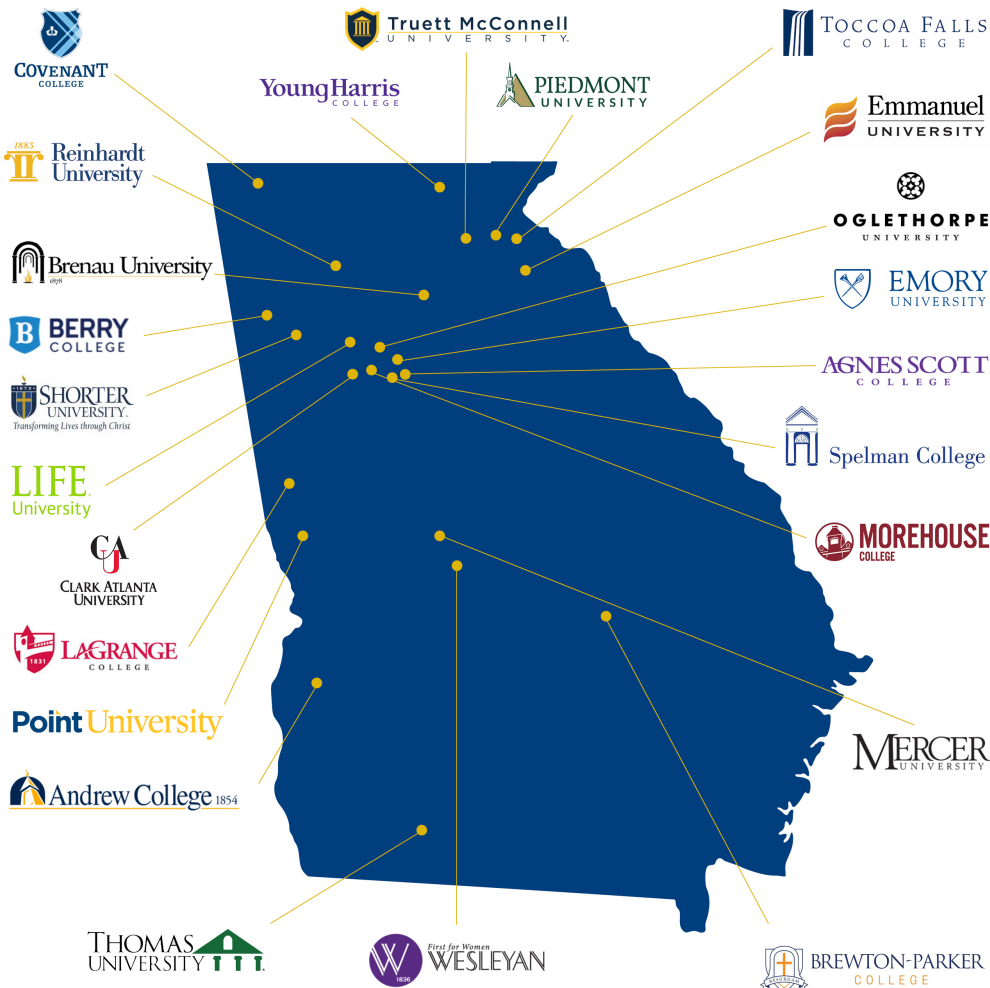 COVENANT
COLLEGE
Truett McConnell
UNIVERSITY
TOCCOA FALLS
COLLEGE
YoungHarris
COLLEGE
PIEDMONT
UNIVERSITY
Emmanuel
UNIVERSITY
1883
Reinhardt
University
OGLETHORPE
UNIVERSITY
Brenau University
1878
EMORY
UNIVERSITY
B
BERRY
COLLEGE
AGNES SCOTT
COLLEGE
1873
SHORTER
UNIVERSITY
Transforming Lives through Christ
Spelman College
LIFE
University
MOREHOUSE
COLLEGE
CAU
CLARK ATLANTA
UNIVERSITY
1831
LAGRANGE
COLLEGE
Point University
MERCER
UNIVERSITY
Andrew College 1854
THOMAS
UNIVERSITY
W
1836
First for Women
WESLEYAN
RESURGAM
BREWTON-PARKER
COLLEGE